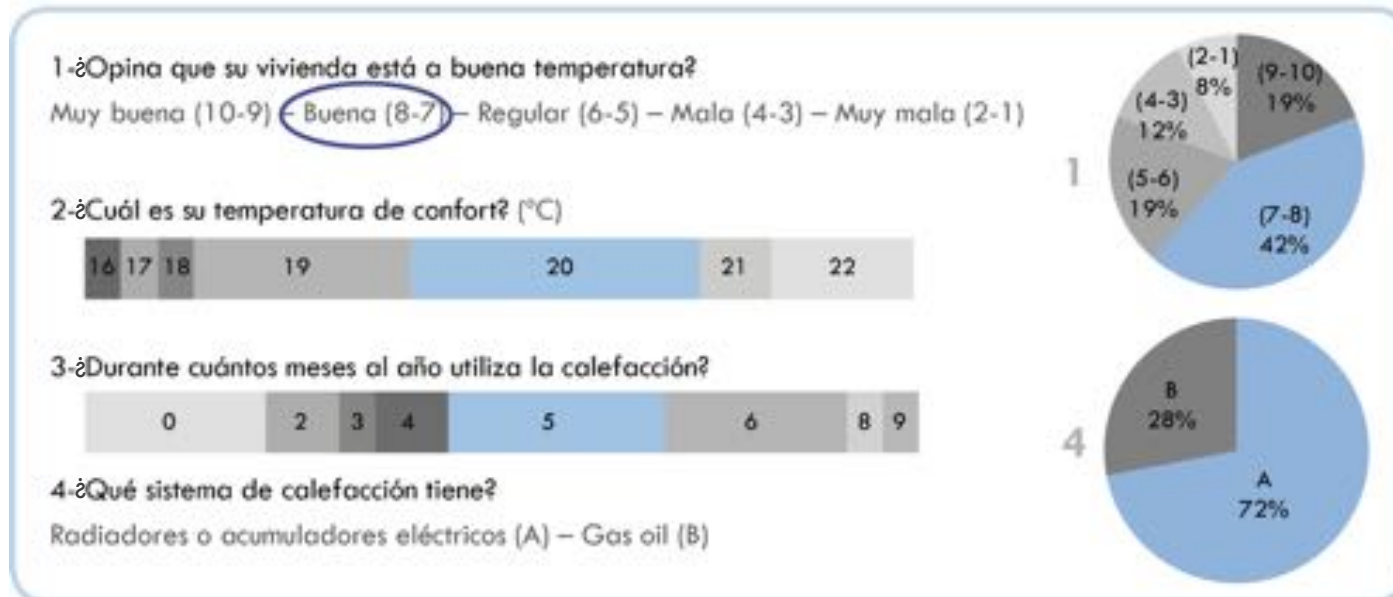 1-¿Opina que su vivienda está a buena temperatura?
Muy buena (10-9) – Buena (8-7) – Regular (6-5) – Mala (4-3) – Muy mala (2-1)
2-¿Cuál es su temperatura de confort? (ºC)
16 17 18 19 20 21 22
3-¿Durante cuántos meses al año utiliza la calefacción?
0 2 3 4 5 6 8 9
4-¿Qué sistema de calefacción tiene?
Radiadores o acumuladores eléctricos (A) – Gas oil (B)
1
(2-1)
8%
(9-10)
19%
(4-3)
12%
(5-6)
19%
(7-8)
42%
4
B
28%
A
72%